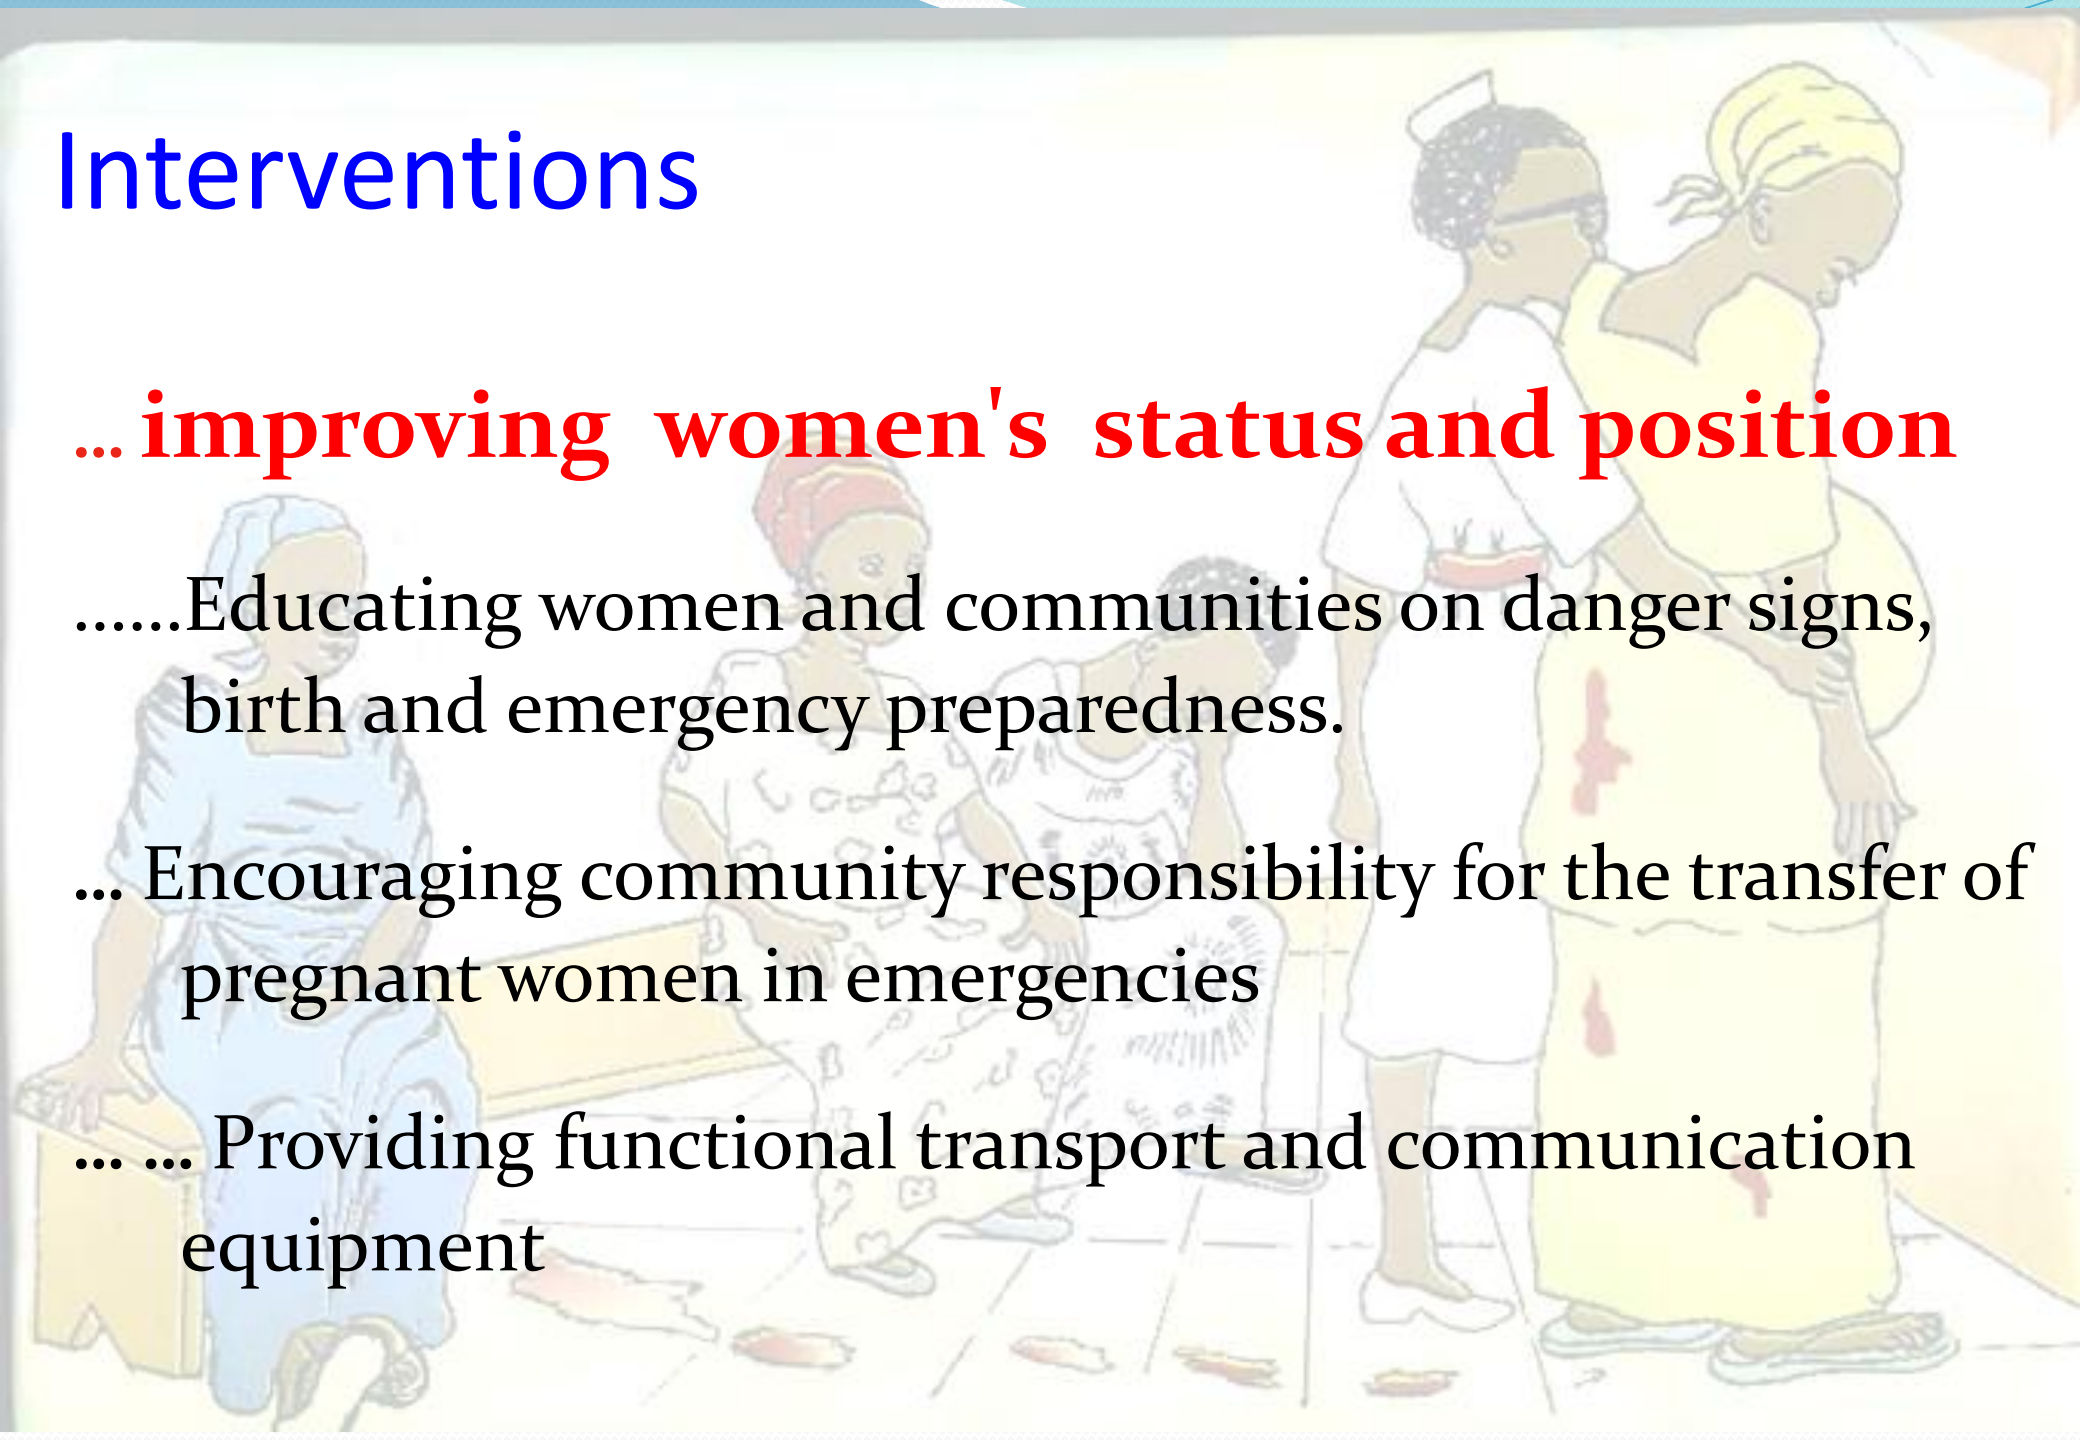 Interventions
... improving women's status and position
......Educating women and communities on danger signs,
birth and emergency preparedness.
... Encouraging community responsibility for the transfer of
pregnant women in emergencies
... ... Providing functional transport and communication
equipment